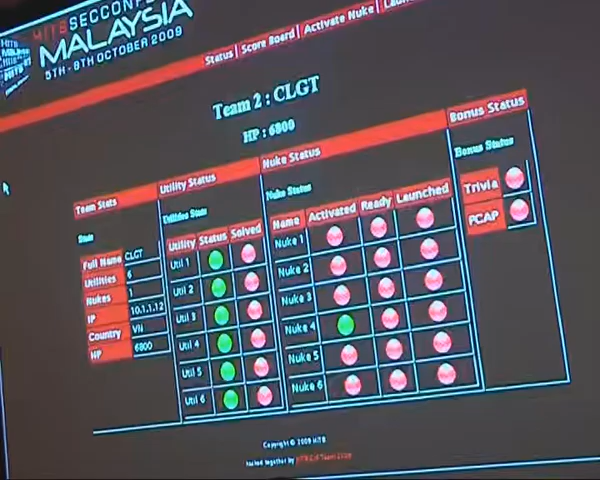 HITBSECCONF
MALAYSIA
5TH - 8TH OCTOBER 2009
Status | Score Board | Activate Nuke |
Team 2 : CLGT
HP : 6800
Team Stats
Utility Status
Nuke Status
Bonus Status
Stats
Utilities Stats
Nuke Status
Bonus Status
Full Name CLGT
Utilities 6
Nukes 1
IP 10.1.1.12
Country VN
HP 6800
Utility Status Solved
Util 1
Util 2
Util 3
Util 4
Util 5
Util 6
Name Activated Ready Launched
Nuke 1
Nuke 2
Nuke 3
Nuke 4
Nuke 5
Nuke 6
Trivia
PCAP
Copyright © 2009 HITB